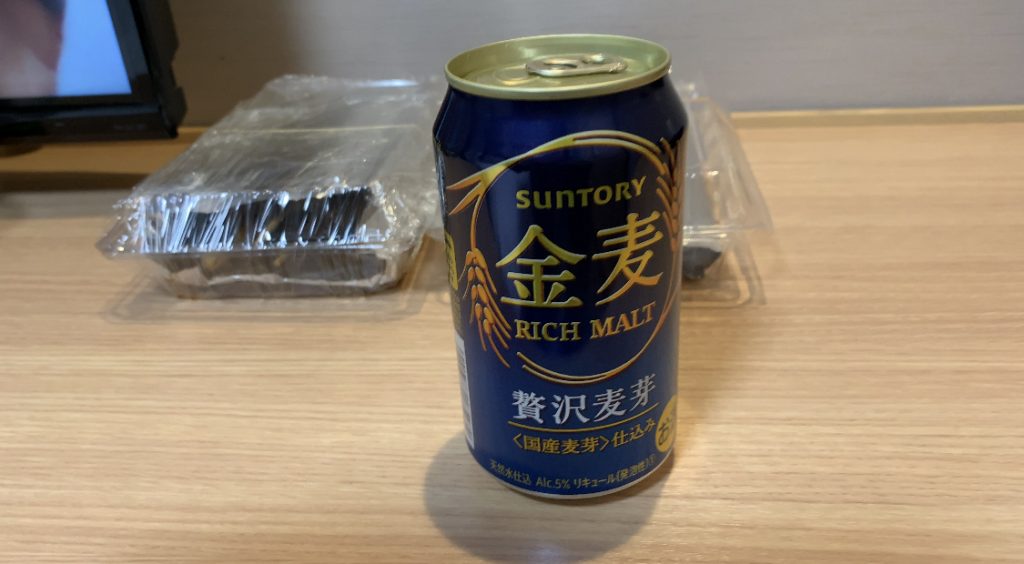 SUNTORY
金麦
RICH MALT
贅沢麦芽
〈国産麦芽〉仕込み
天然水仕込 Alc.5% リキュール(発泡性)①
お